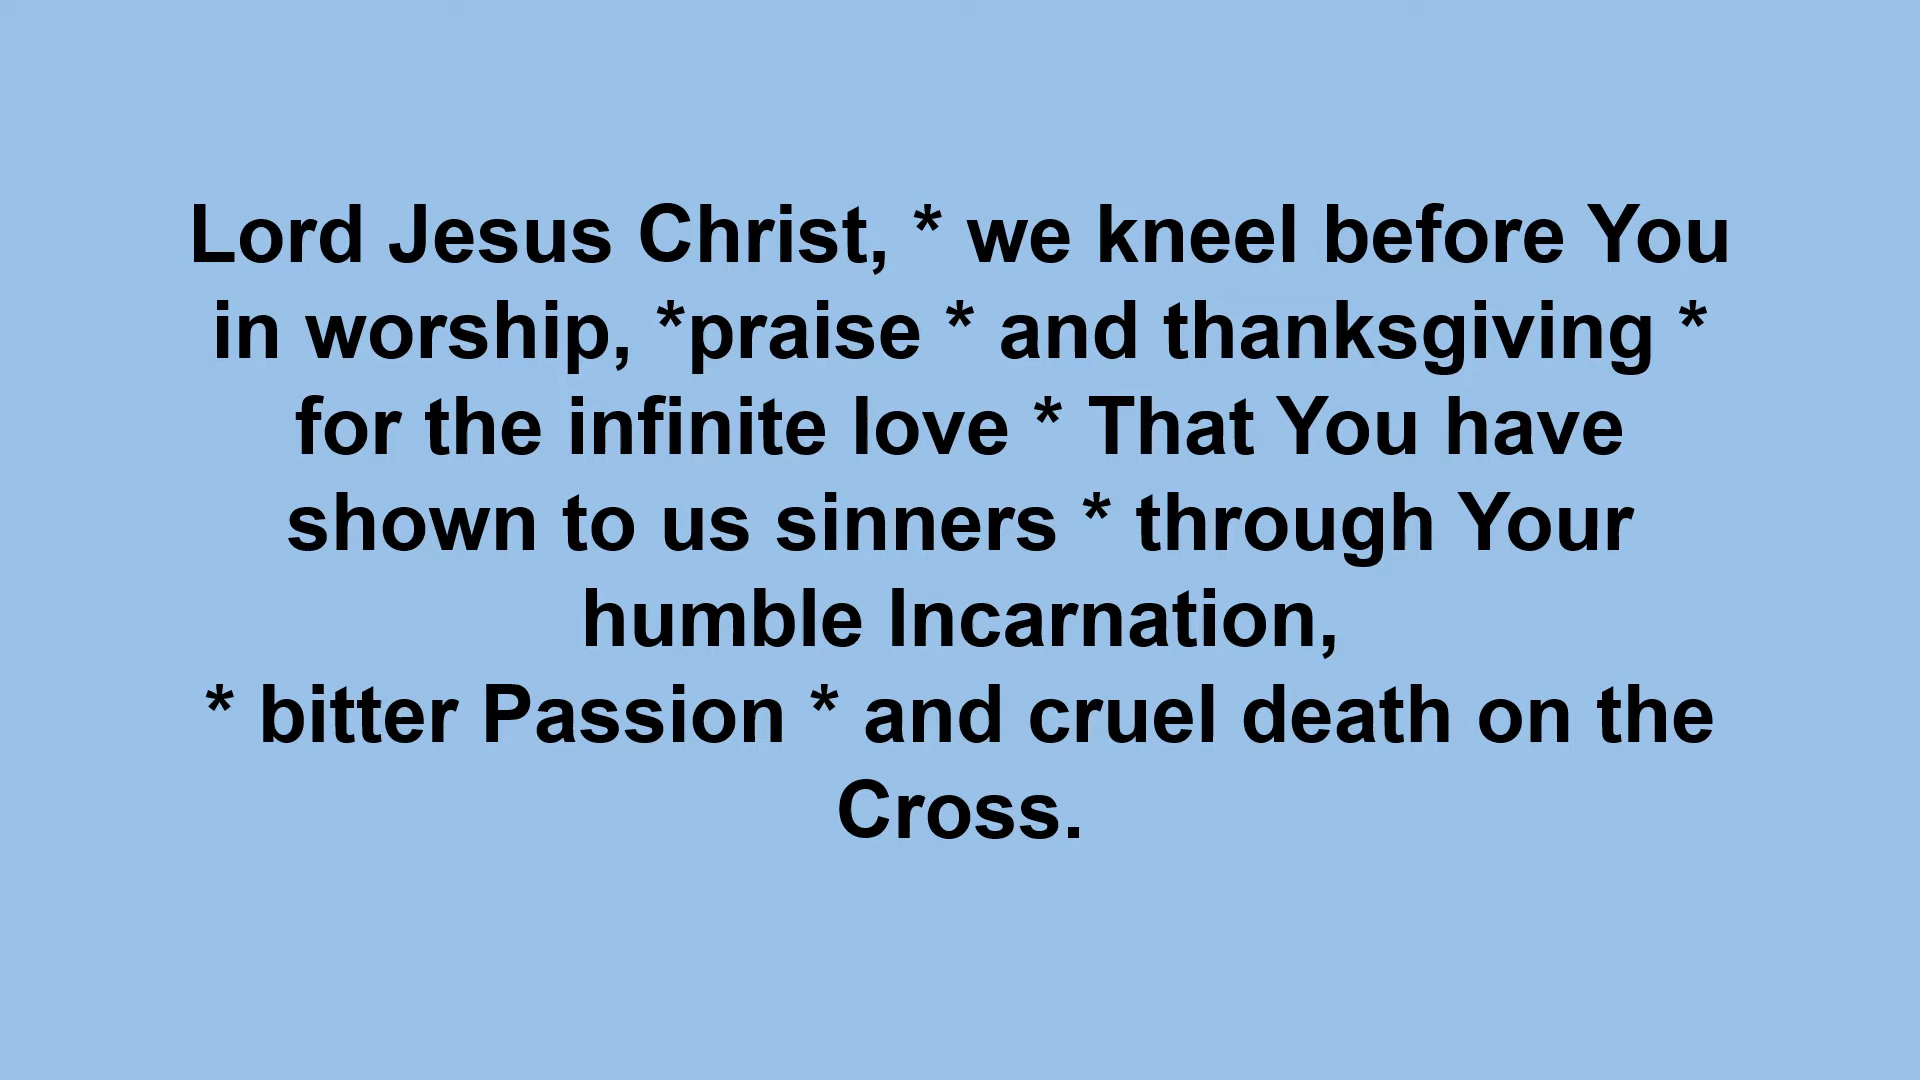 Lord Jesus Christ, * we kneel before You
in worship, *praise * and thanksgiving *
for the infinite love * That You have
shown to us sinners * through Your
humble Incarnation,
* bitter Passion * and cruel death on the
Cross.